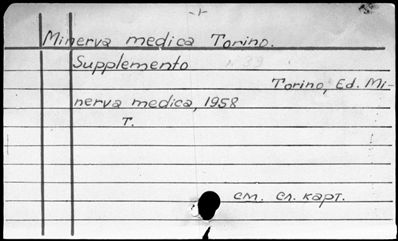 Minerva medica Torino.
Supplemento
Torino, Ed. Mi-
nerva medica, 1958
т.
см. сл. карт.